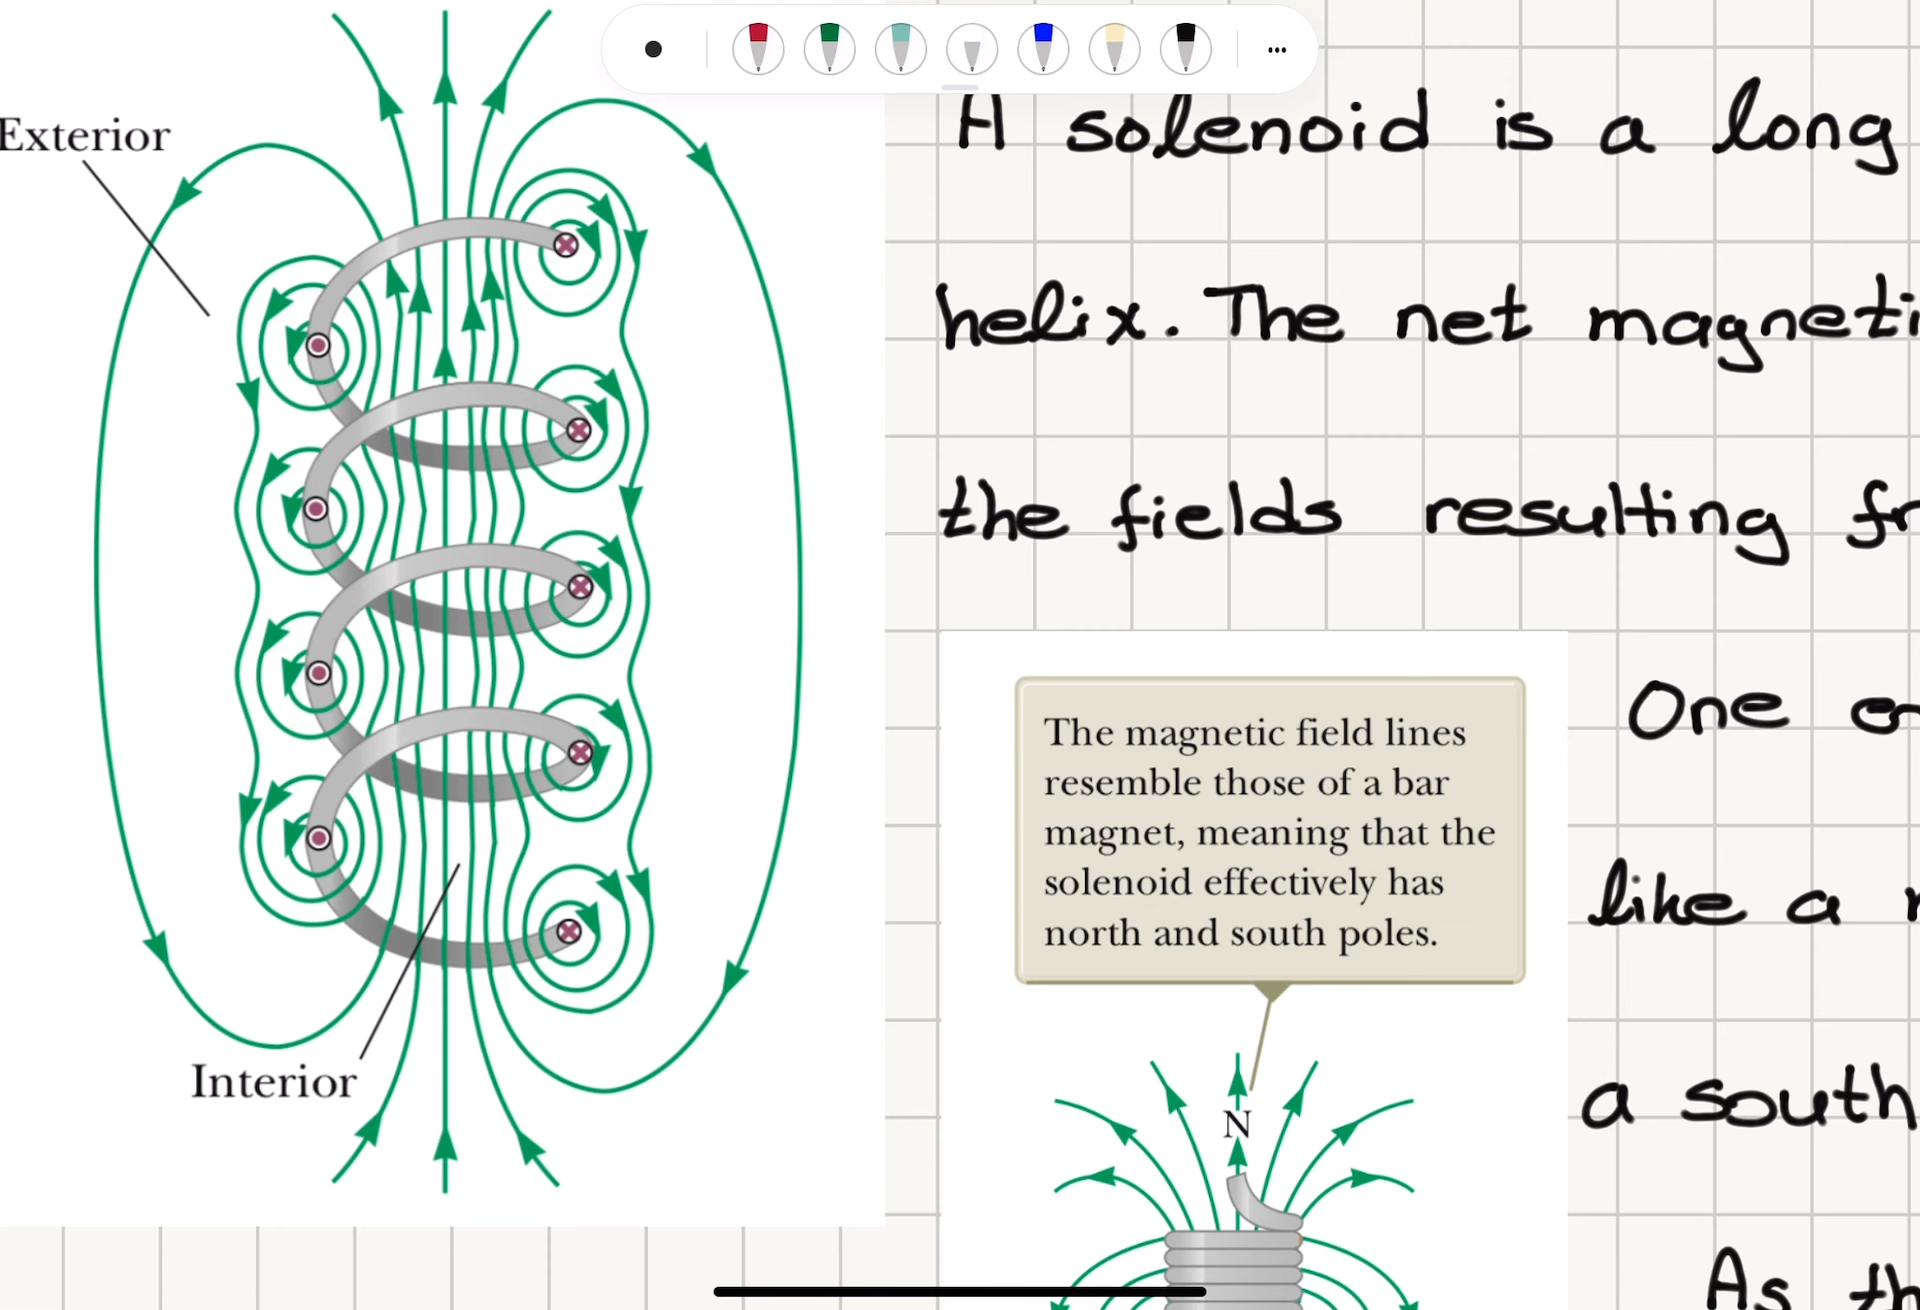 Exterior
Interior
A solenoid is a long
helix. The net magneti
the fields resulting fr
One en
like a
a south
As th
The magnetic field lines
resemble those of a bar
magnet, meaning that the
solenoid effectively has
north and south poles.
N